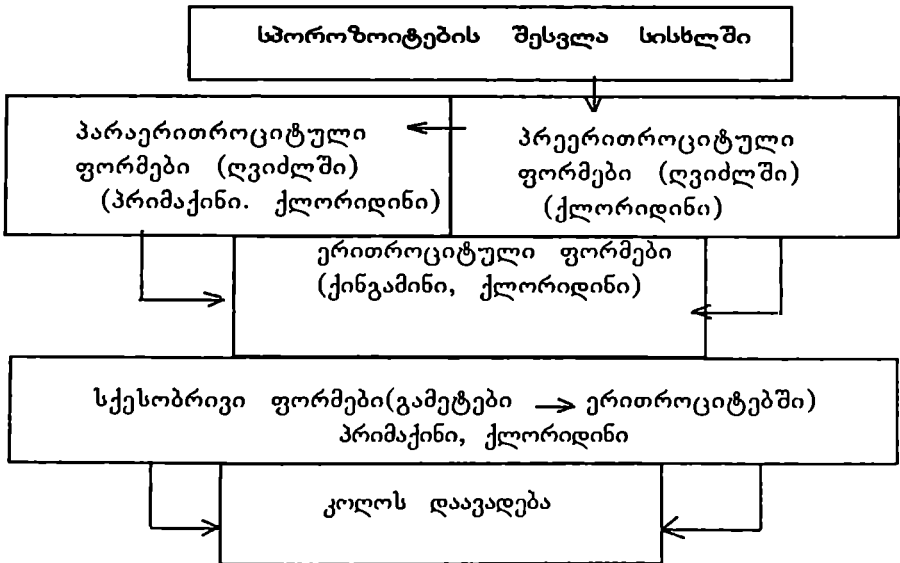 სპოროზოიტების შესვლა სისხლში
პარაერითროციტული
ფორმები (ღვიძლში)
(პრიმაქინი. ქლორიდინი)
პრეერითროციტული
ფორმები (ღვიძლში)
(ქლორიდინი)
ერითროციტული ფორმები
(ქინგამინი, ქლორიდინი)
სქესობრივი ფორმები(გამეტები → ერითროციტებში)
პრიმაქინი, ქლორიდინი
კოღოს დაავადება